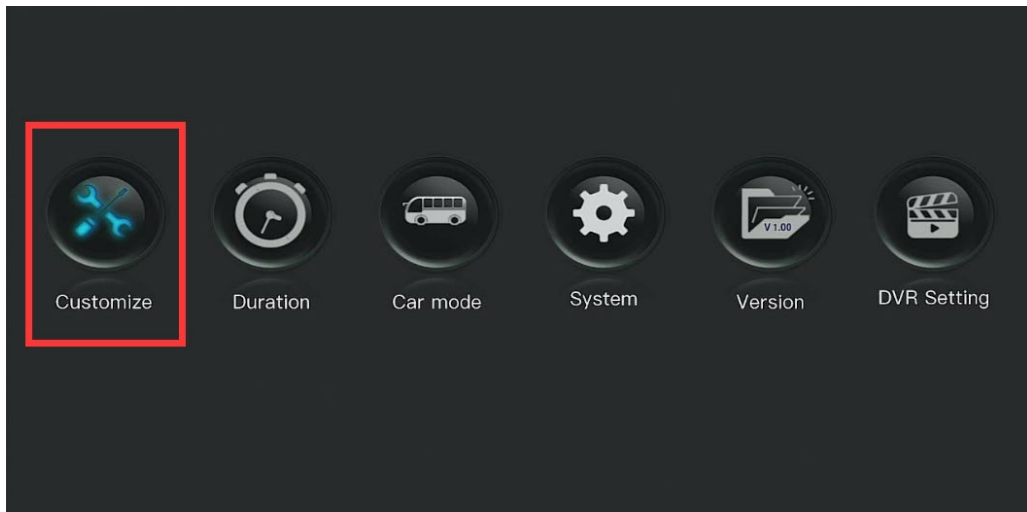 V 1.00
Customize
Duration
Car mode
System
Version
DVR Setting